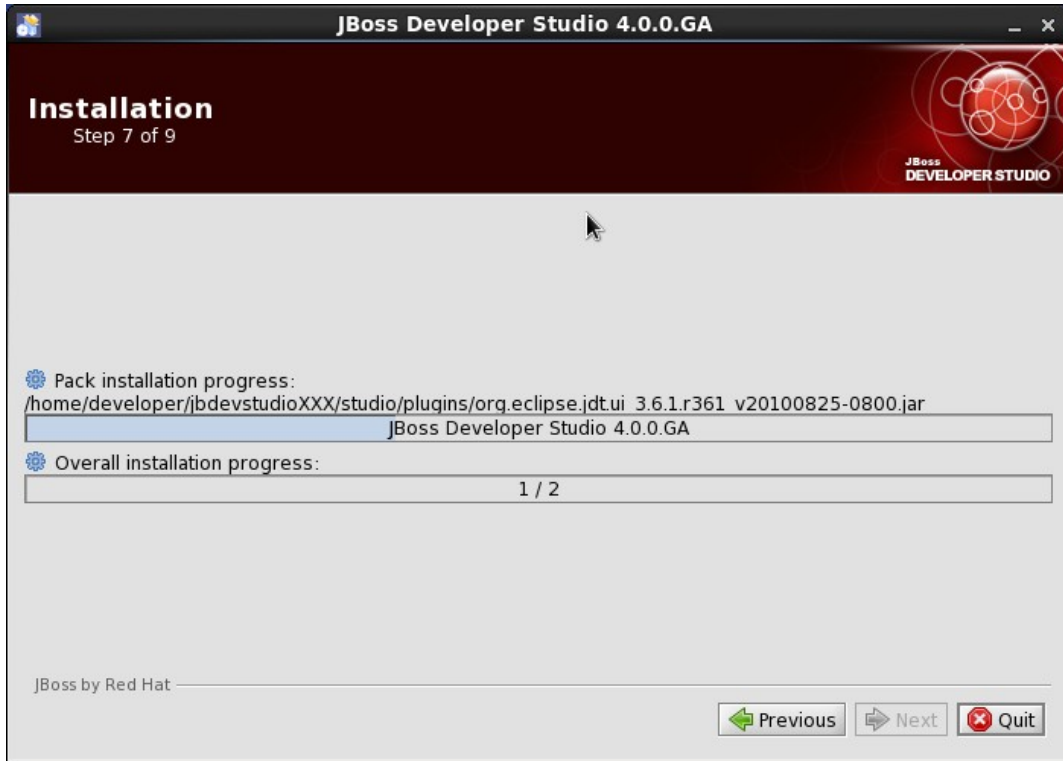 JBoss Developer Studio 4.0.0.GA
Installation
Step 7 of 9
JBoss
DEVELOPER STUDIO
Pack installation progress:
/home/developer/jbdevstudioXXX/studio/plugins/org.eclipse.jdt.ui_3.6.1.r361_v20100825-0800.jar
JBoss Developer Studio 4.0.0.GA
Overall installation progress:
1 / 2
JBoss by Red Hat
Previous Next Quit